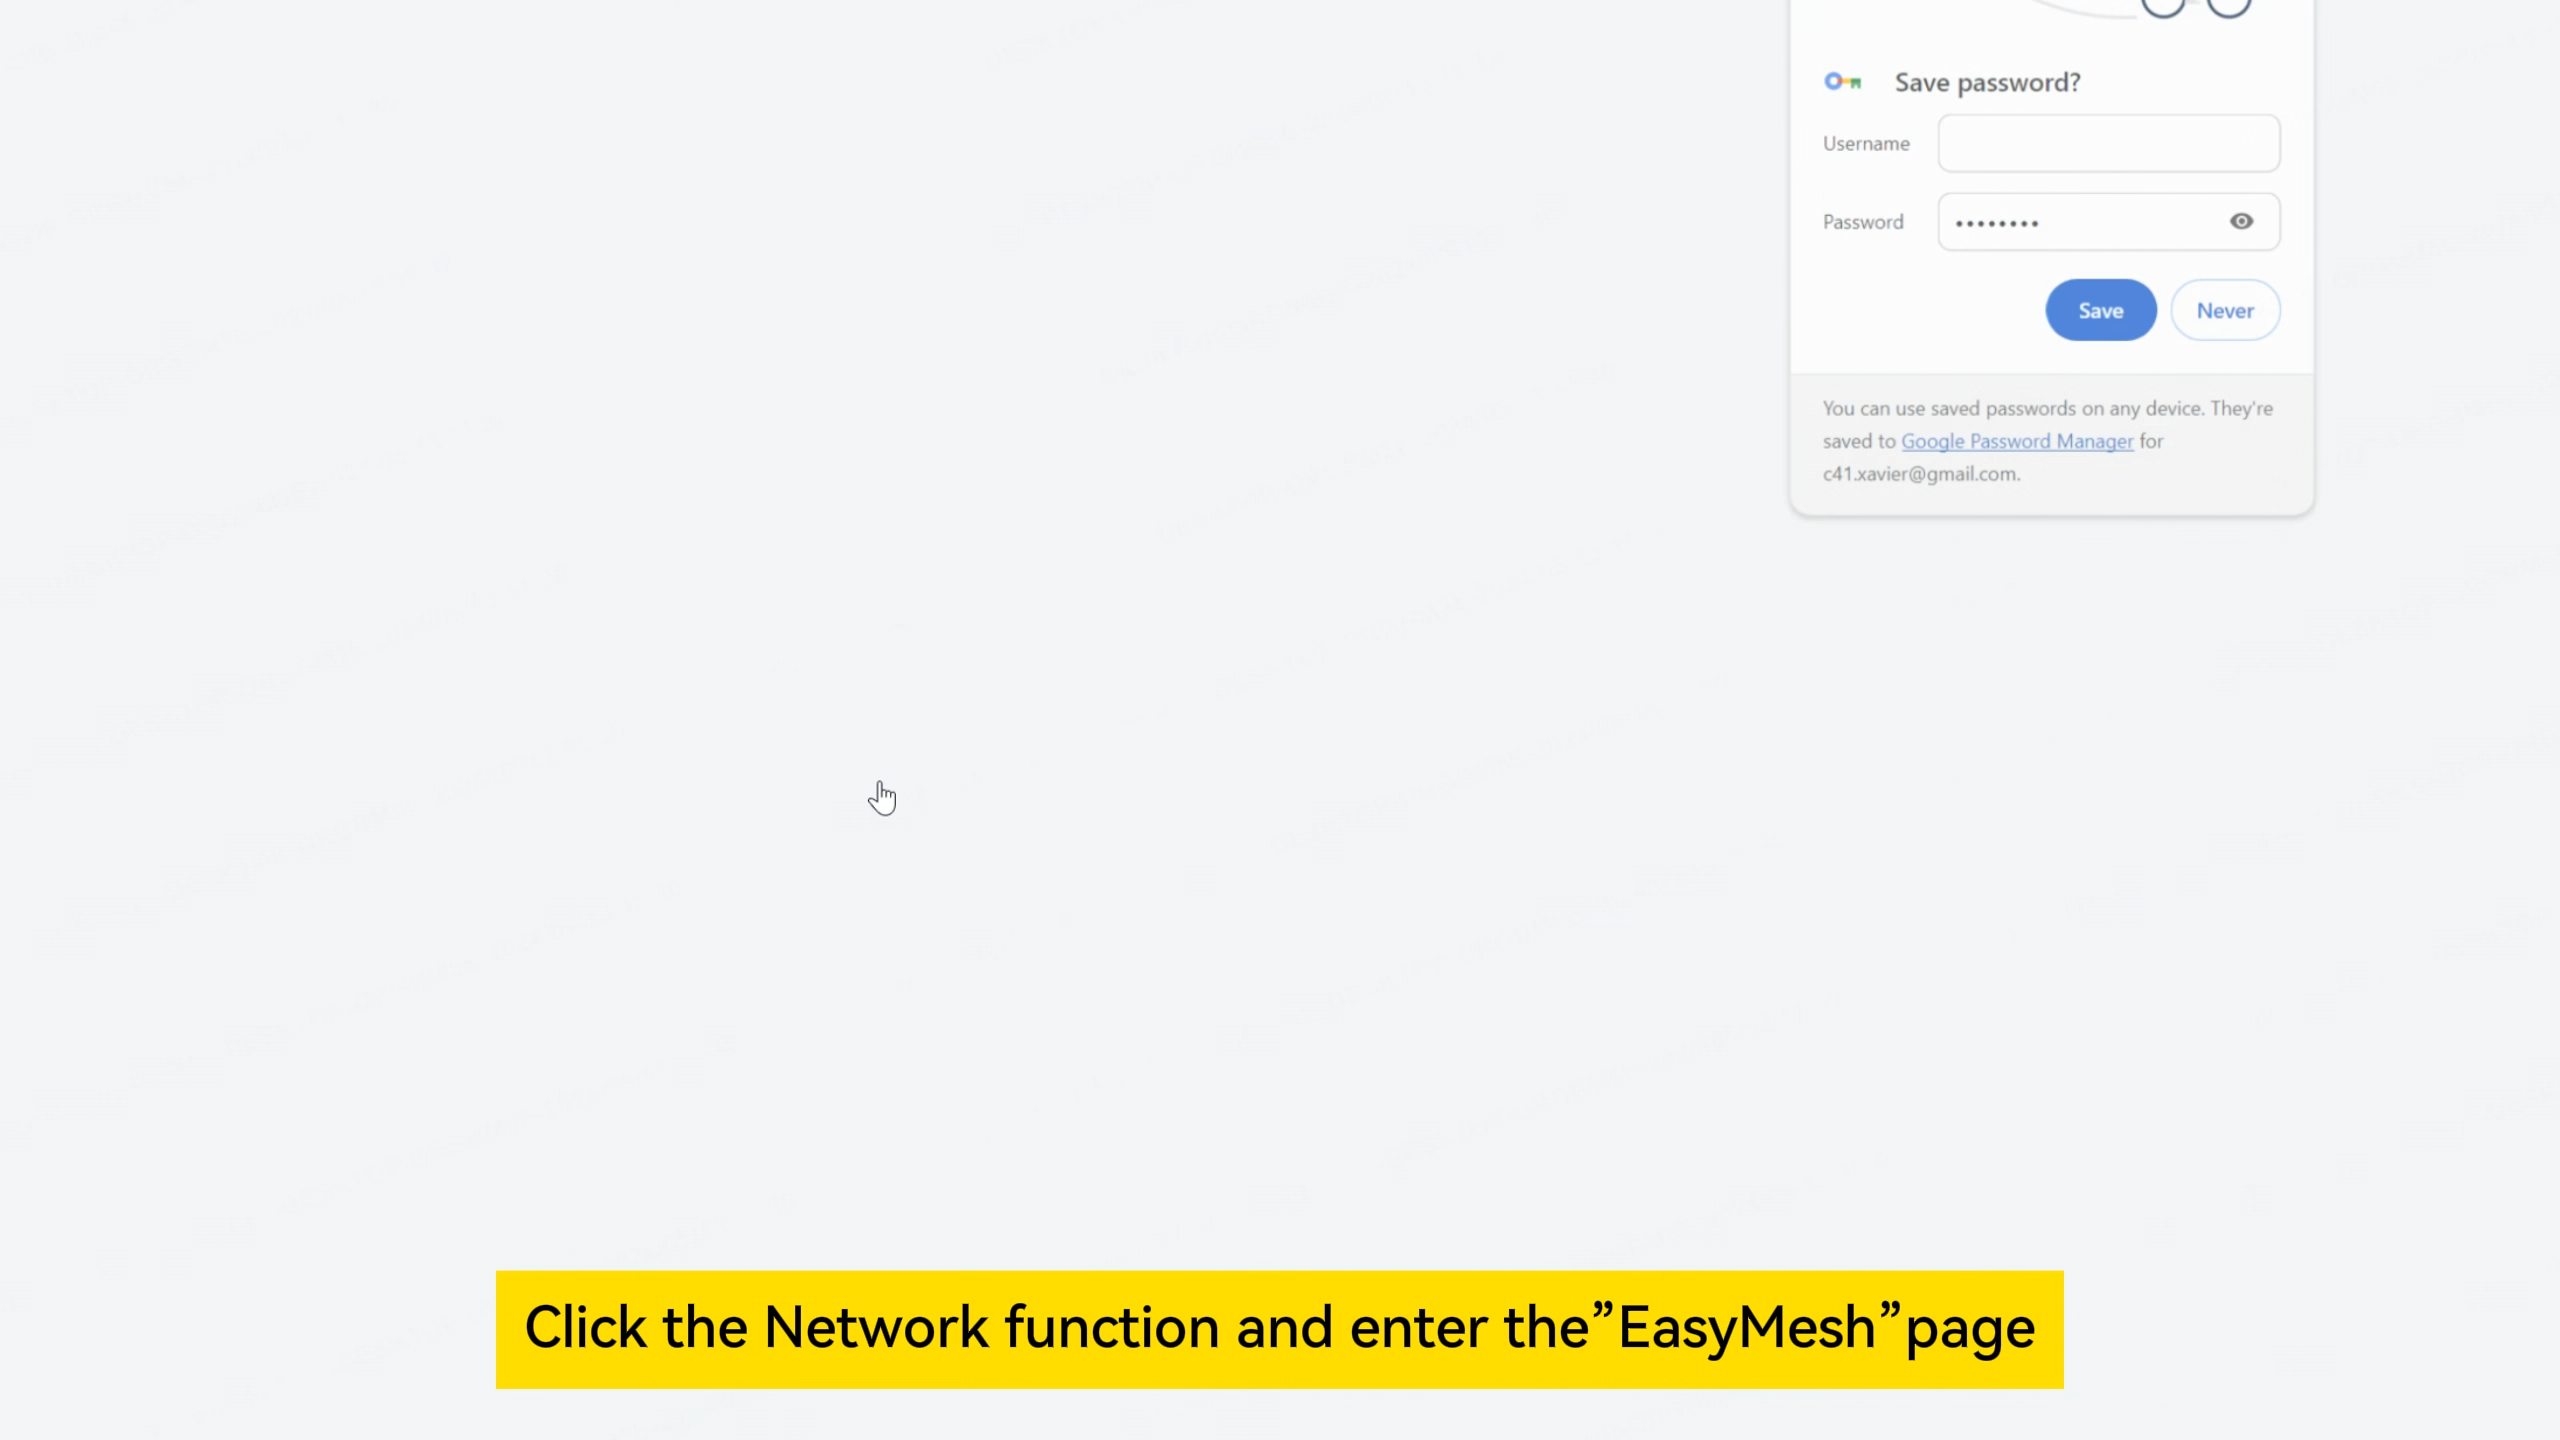 Save password?
Username
Password ••••••••
Save Never
You can use saved passwords on any device. They're
saved to Google Password Manager for
c41.xavier@gmail.com.
Click the Network function and enter the”EasyMesh”page